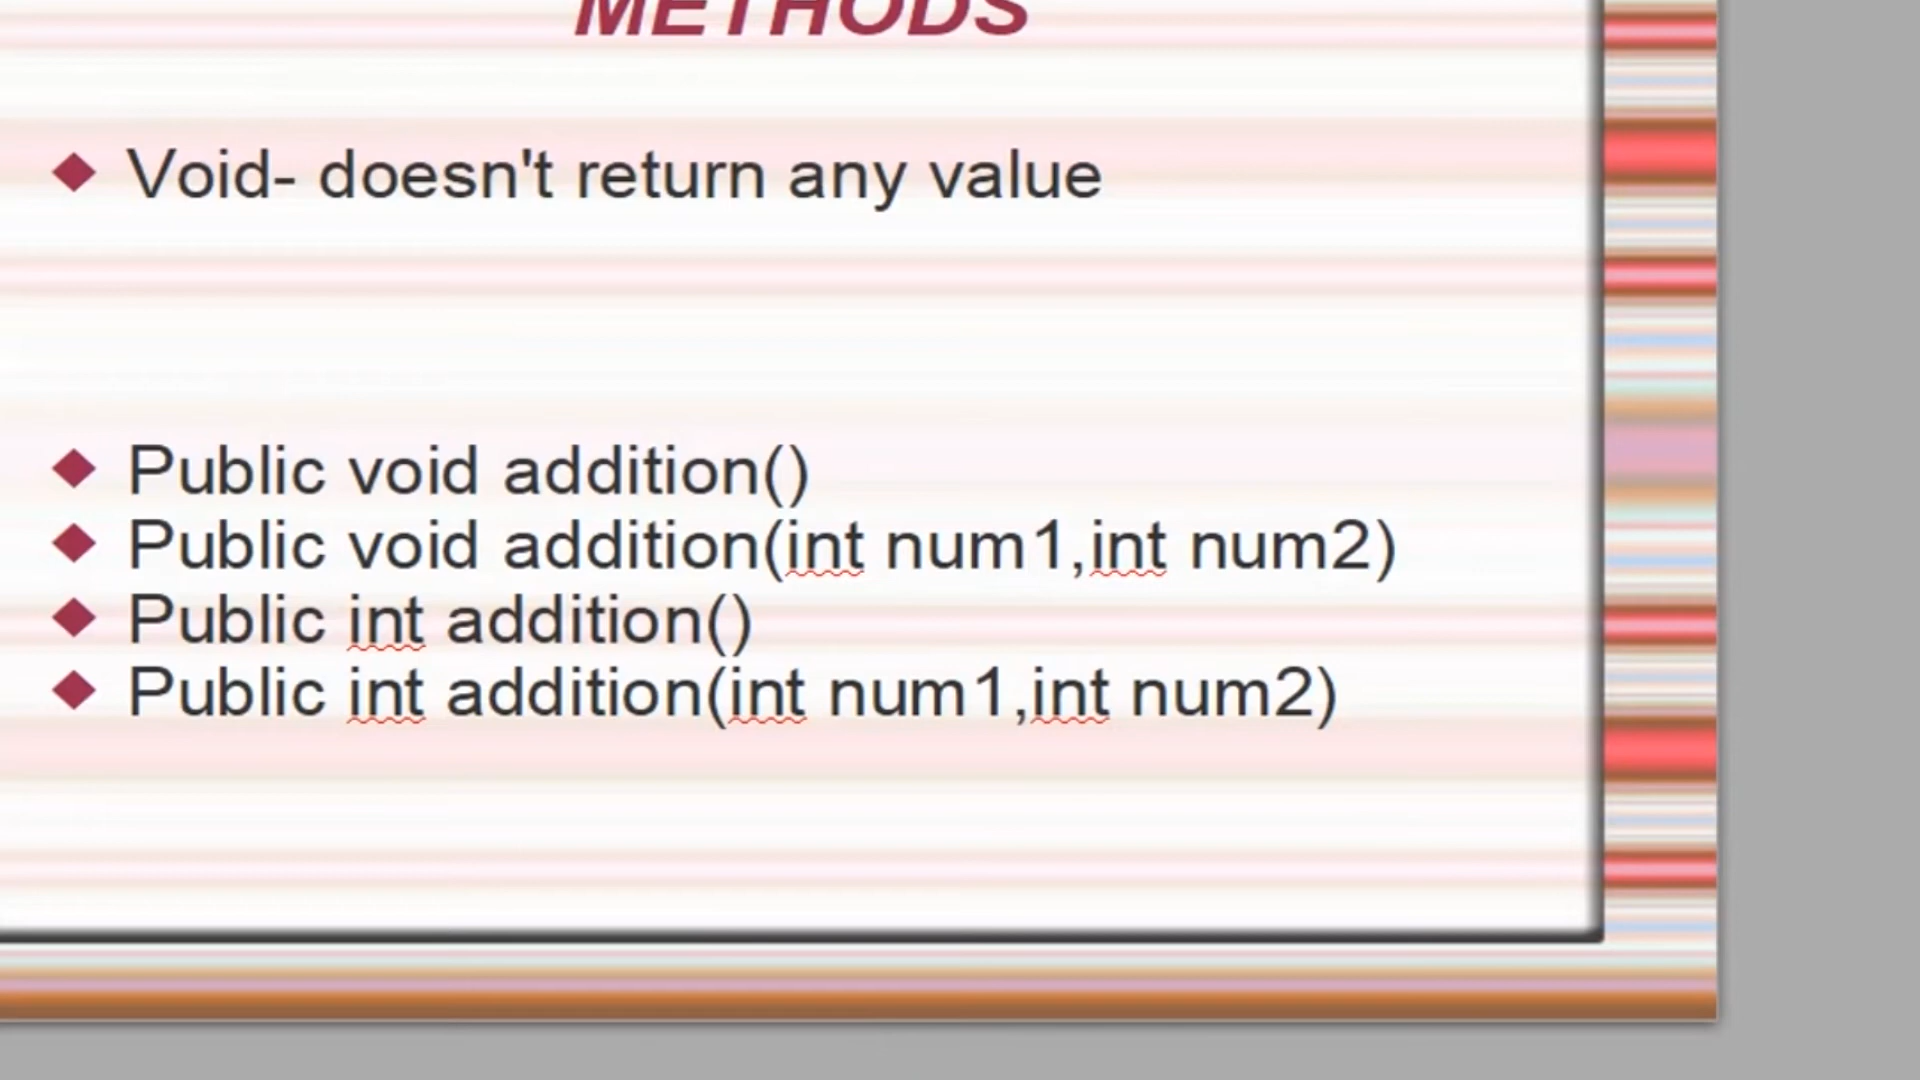 METHODS
Void- doesn't return any value
Public void addition()
Public void addition(int num1,int num2)
Public int addition()
Public int addition(int num1,int num2)